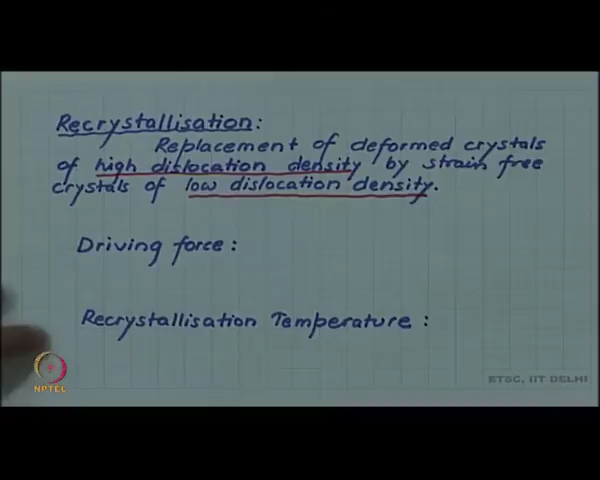 Recrystallisation:
Replacement of deformed crystals
of high dislocation density by strain free
crystals of low dislocation density.
Driving force:
Recrystallisation Temperature:
NPTEL
ETSC, IIT DELHI